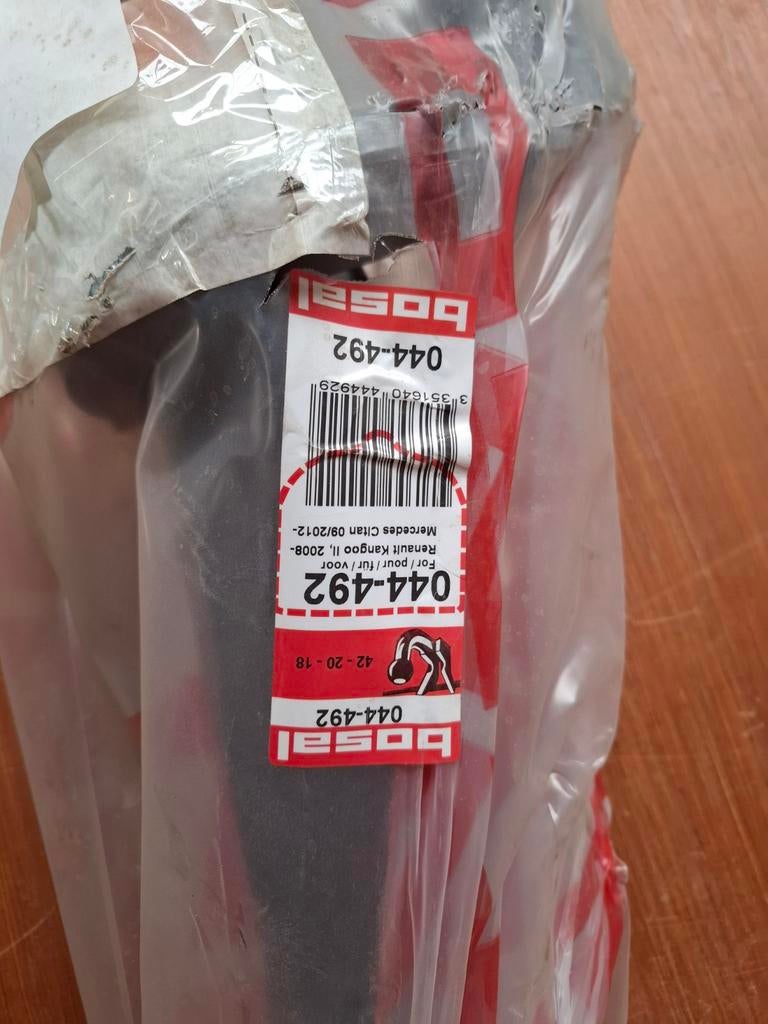 bosal
044-492
42 - 20 - 18
044-492
For / pour / für / voor
Renault Kangoo II, 2008-
Mercedes Citan 09/2012-
3 351640 444929
044-492
bosal